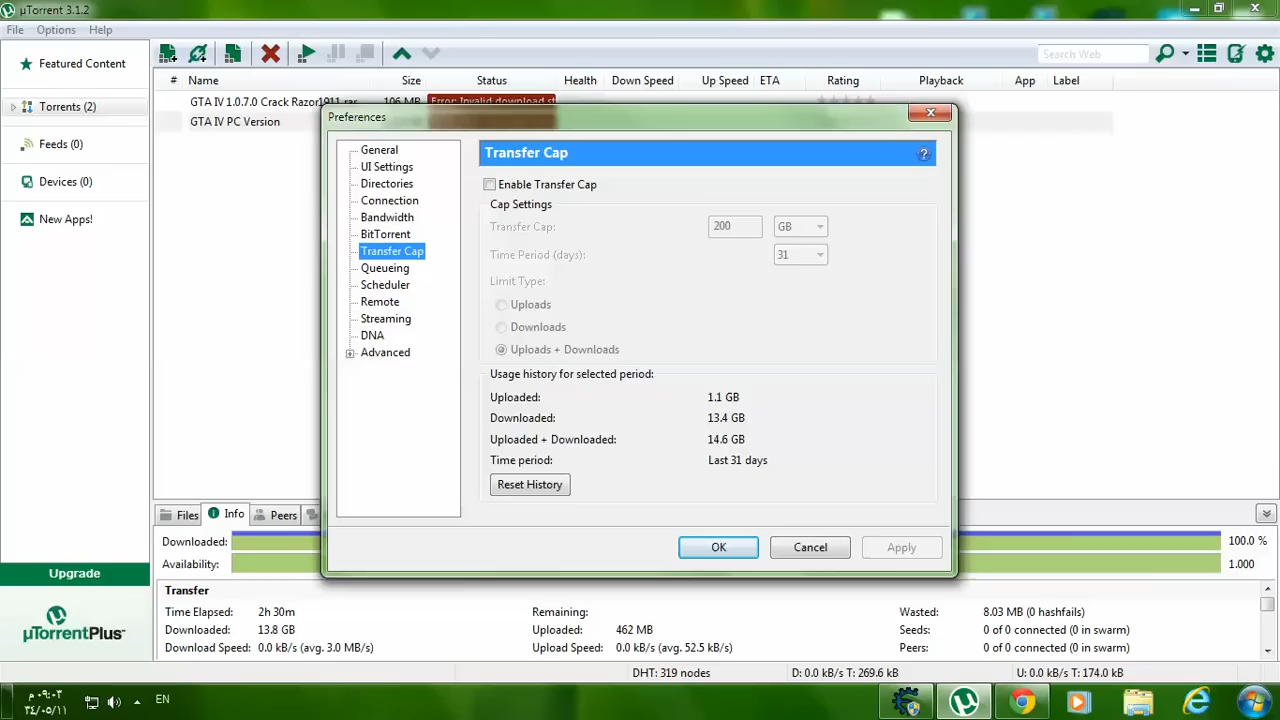 µTorrent 3.1.2
File Options Help
Search Web
Featured Content
Torrents (2)
Feeds (0)
Devices (0)
New Apps!
# Name Size Status Health Down Speed Up Speed ETA Rating Playback App Label
GTA IV 1.0.7.0 Crack Razor1911.rar 106 MB Error: Invalid download st
GTA IV PC Version
Preferences
General
UI Settings
Directories
Connection
Bandwidth
BitTorrent
Transfer Cap
Queueing
Scheduler
Remote
Streaming
DNA
Advanced
Transfer Cap
Enable Transfer Cap
Cap Settings
Transfer Cap: 200 GB
Time Period (days): 31
Limit Type:
Uploads
Downloads
Uploads + Downloads
Usage history for selected period:
Uploaded: 1.1 GB
Downloaded: 13.4 GB
Uploaded + Downloaded: 14.6 GB
Time period: Last 31 days
Reset History
OK Cancel Apply
Files Info Peers
Downloaded: 100.0 %
Availability: 1.000
Transfer
Time Elapsed: 2h 30m Remaining: Wasted: 8.03 MB (0 hashfails)
Downloaded: 13.8 GB Uploaded: 462 MB Seeds: 0 of 0 connected (0 in swarm)
Download Speed: 0.0 kB/s (avg. 3.0 MB/s) Upload Speed: 0.0 kB/s (avg. 52.5 kB/s) Peers: 0 of 0 connected (0 in swarm)
Upgrade
µTorrentPlus™
DHT: 319 nodes D: 0.0 kB/s T: 269.6 kB U: 0.0 kB/s T: 174.0 kB
٠٩:٠٣ م
٣٤/٠٥/١١
EN